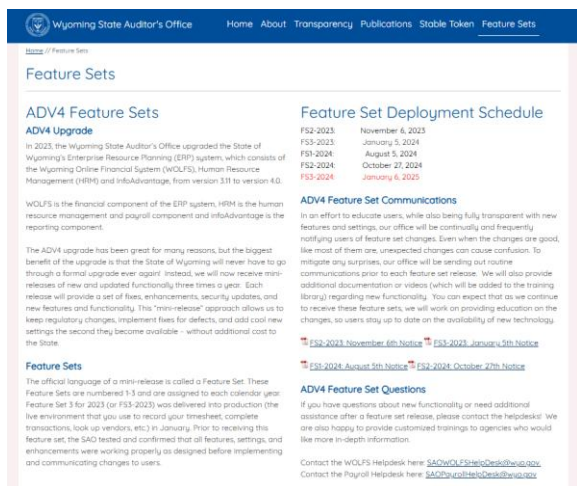 Wyoming State Auditor's Office
Home About Transparency Publications Stable Token Feature Sets
Home // Feature Sets
Feature Sets
ADV4 Feature Sets
ADV4 Upgrade
In 2023, the Wyoming State Auditor's Office upgraded the State of
Wyoming's Enterprise Resource Planning (ERP) system, which consists of
the Wyoming Online Financial System (WOLFS), Human Resource
Management (HRM) and infoAdvantage, from version 3.11 to version 4.0.
WOLFS is the financial component of the ERP system, HRM is the human
resource management and payroll component and infoAdvantage is the
reporting component.
The ADV4 upgrade has been great for many reasons, but the biggest
benefit of the upgrade is that the State of Wyoming will never have to go
through a formal upgrade ever again! Instead, we will now receive mini-
releases of new and updated functionally three times a year. Each
release will provide a set of fixes, enhancements, security updates, and
new features and functionality. This "mini-release" approach allows us to
keep regulatory changes, implement fixes for defects, and add cool new
settings the second they become available – without additional cost to
the State.
Feature Sets
The official language of a mini-release is called a Feature Set. These
Feature Sets are numbered 1-3 and are assigned to each calendar year.
Feature Set 3 for 2023 (or FS3-2023) was delivered into production (the
live environment that you use to record your timesheet, complete
transactions, look up vendors, etc.) in January. Prior to receiving this
feature set, the SAO tested and confirmed that all features, settings, and
enhancements were working properly as designed before implementing
and communicating changes to users.
Feature Set Deployment Schedule
FS2-2023: November 6, 2023
FS3-2023: January 5, 2024
FS1-2024: August 5, 2024
FS2-2024: October 27, 2024
FS3-2024: January 6, 2025
ADV4 Feature Set Communications
In an effort to educate users, while also being fully transparent with new
features and settings, our office will be continually and frequently
notifying users of feature set changes. Even when the changes are good,
like most of them are, unexpected changes can cause confusion. To
mitigate any surprises, our office will be sending out routine
communications prior to each feature set release. We will also provide
additional documentation or videos (which will be added to the training
library) regarding new functionality. You can expect that as we continue
to receive these feature sets, we will work on providing education on the
changes, so users stay up to date on the availability of new technology.
FS2-2023: November 6th Notice FS3-2023: January 5th Notice
FS1-2024: August 5th Notice FS2-2024: October 27th Notice
ADV4 Feature Set Questions
If you have questions about new functionality or need additional
assistance after a feature set release, please contact the helpdesks! We
are also happy to provide customized trainings to agencies who would
like more in-depth information.
Contact the WOLFS Helpdesk here: SAOWOLFSHelpDesk@wyo.gov
Contact the Payroll Helpdesk here: SAOPayrollHelpDesk@wyo.gov